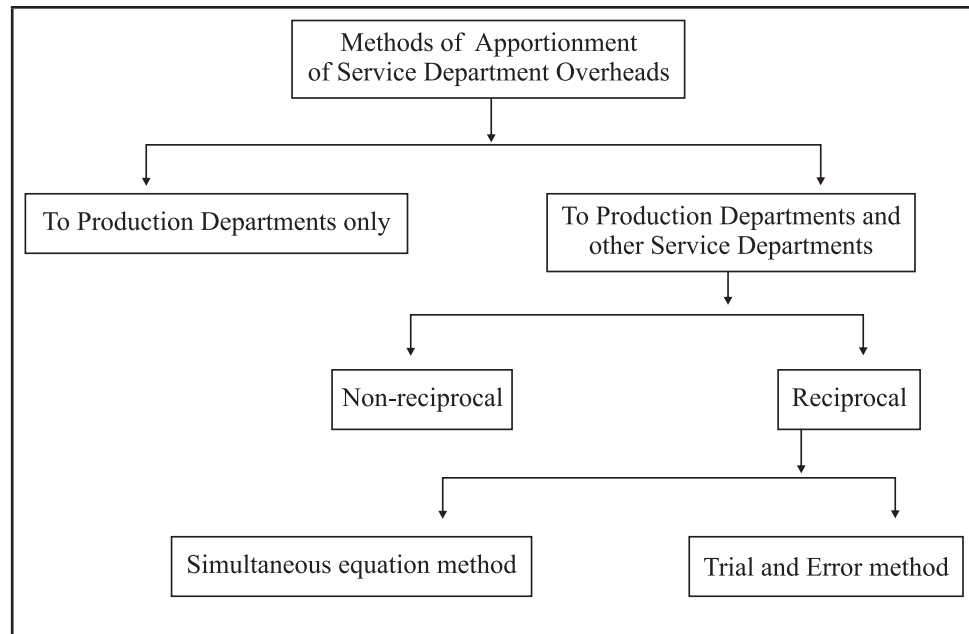 Methods of Apportionment
of Service Department Overheads
To Production Departments only
To Production Departments and
other Service Departments
Non-reciprocal
Reciprocal
Simultaneous equation method
Trial and Error method